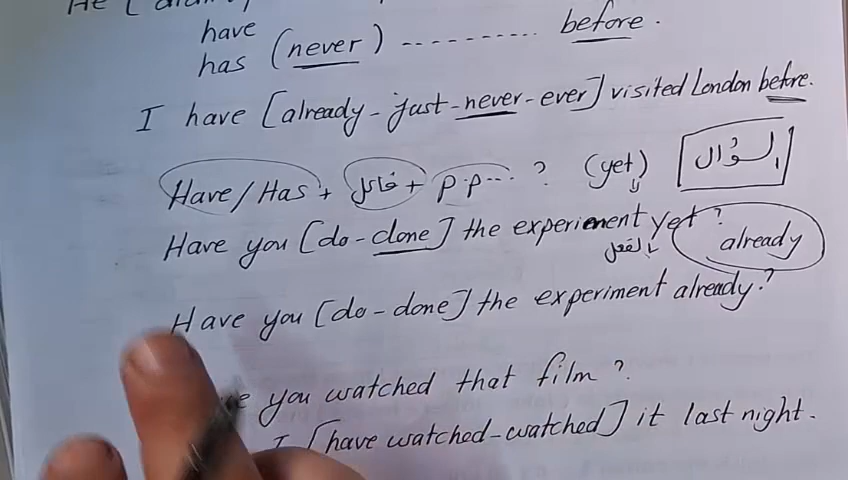 He [
have
has (never) ----------- before.
I have [already - just - never - ever] visited London before.
Have/Has + فاعل + p.p... ? (yet) السؤال
Have you [do - done] the experiment yet ?
بالفعل already
Have you [do - done] the experiment already ?
you watched that film ?
I [have watched - watched] it last night.